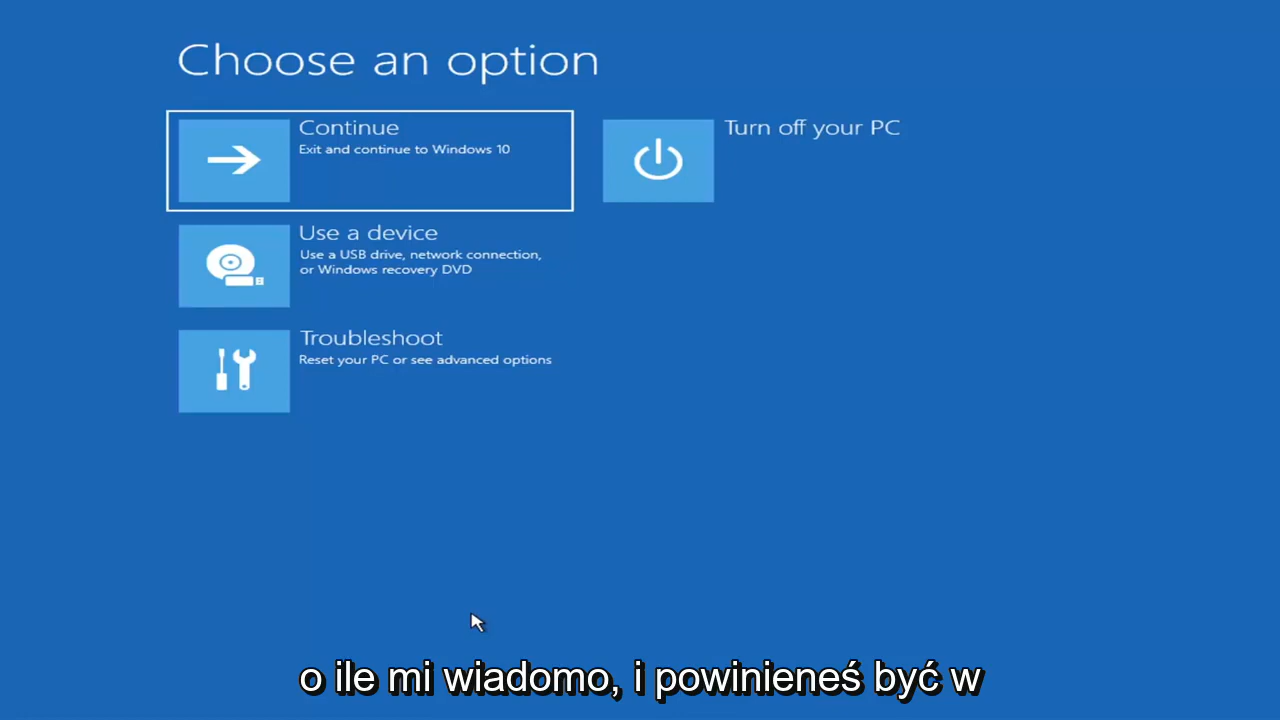 Choose an option
Continue
Exit and continue to Windows 10
Turn off your PC
Use a device
Use a USB drive, network connection,
or Windows recovery DVD
Troubleshoot
Reset your PC or see advanced options
o ile mi wiadomo, i powinieneś być w